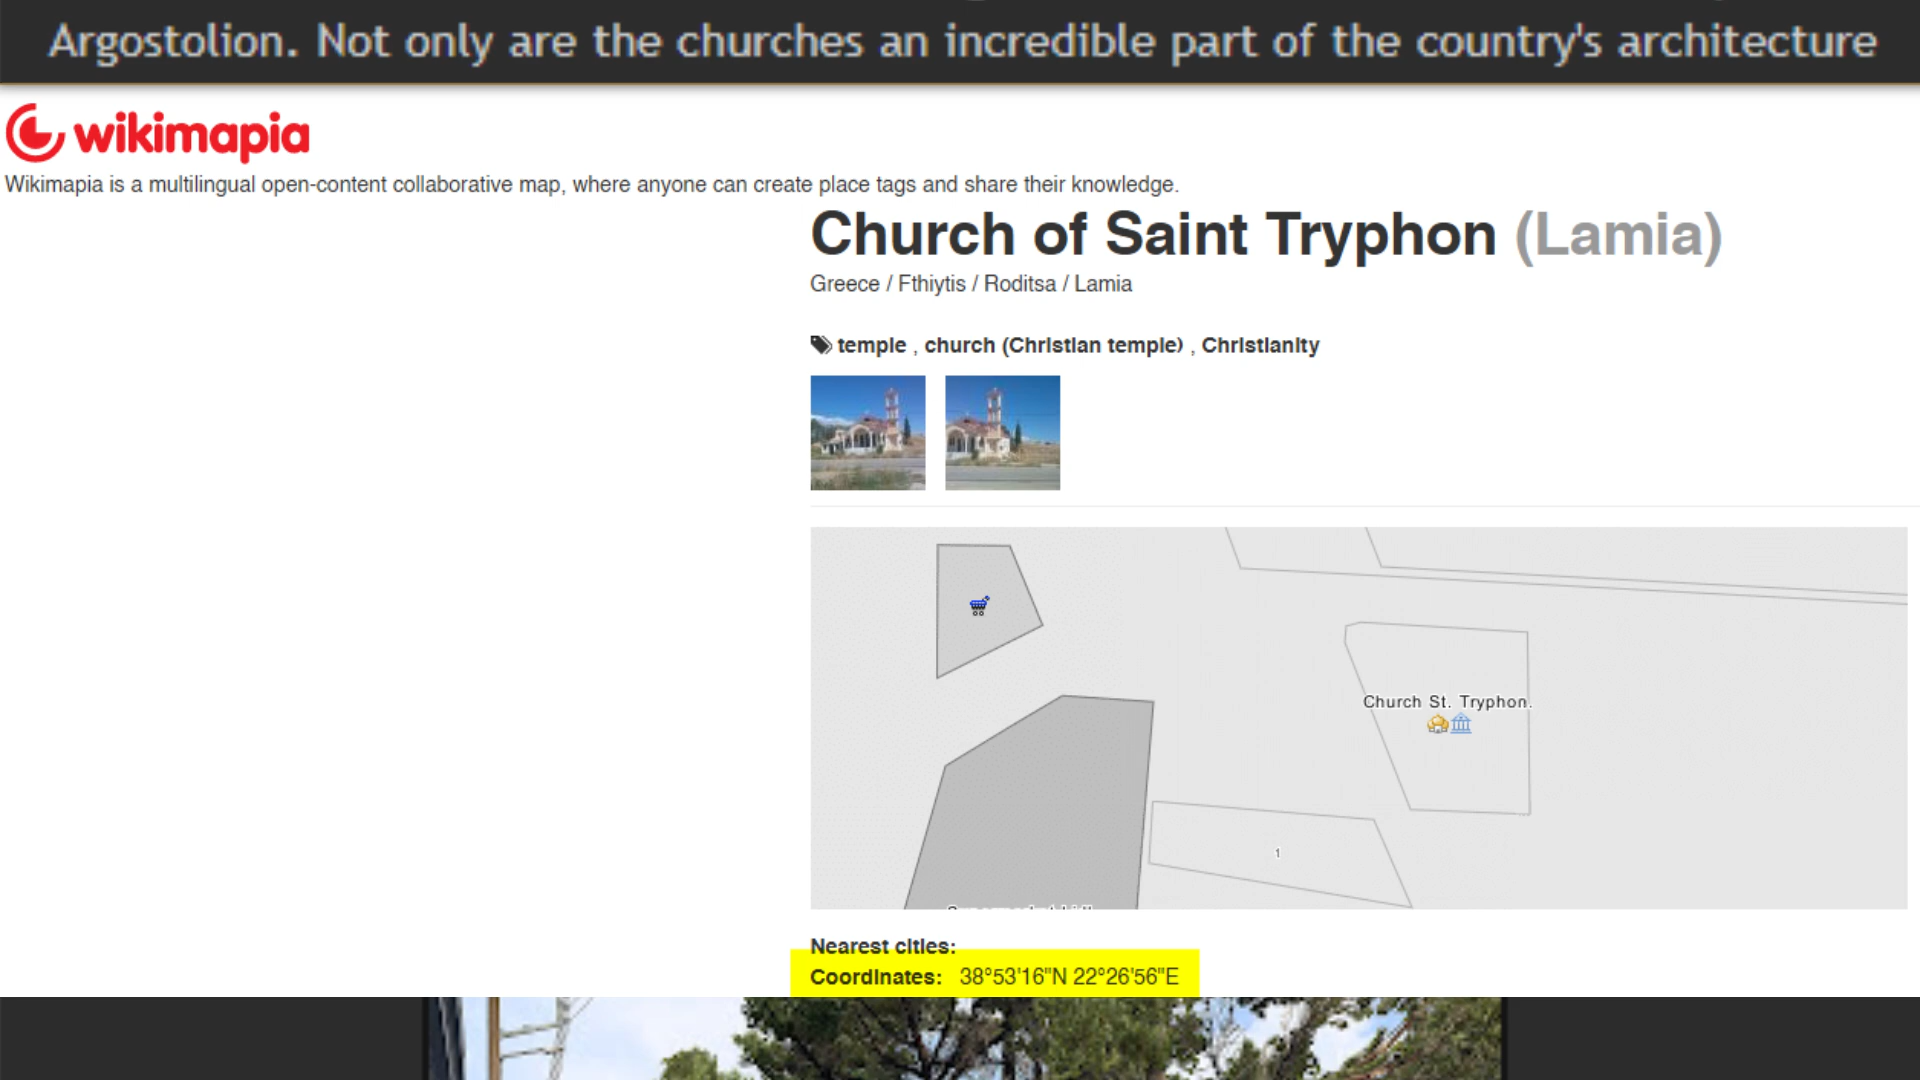 Argostolion. Not only are the churches an incredible part of the country's architecture
wikimapia
Wikimapia is a multilingual open-content collaborative map, where anyone can create place tags and share their knowledge.
Church of Saint Tryphon (Lamia)
Greece / Fthiytis / Roditsa / Lamia
temple , church (Christian temple) , Christianity
Church St. Tryphon.
1
Nearest cities:
Coordinates: 38°53'16"N 22°26'56"E